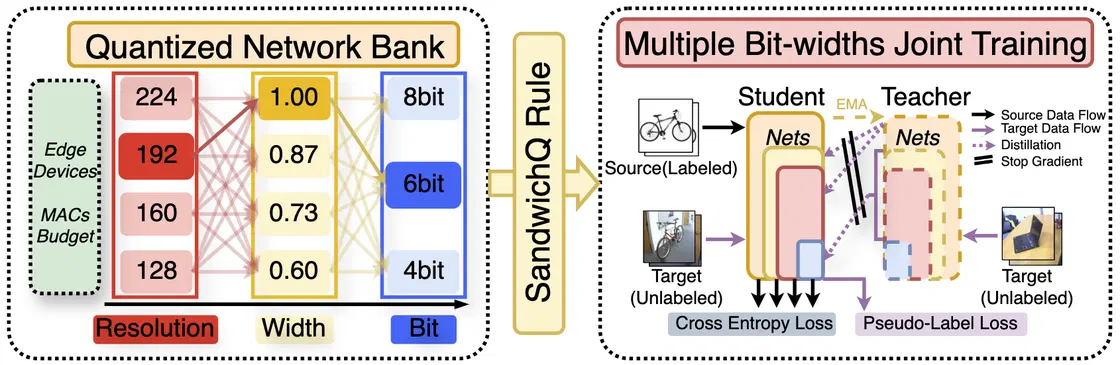 Quantized Network Bank
Edge
Devices
MACs
Budget
224
192
160
128
1.00
0.87
0.73
0.60
8bit
6bit
4bit
Resolution
Width
Bit
SandwichQ Rule
Multiple Bit-widths Joint Training
Student
EMA
Teacher
Nets
Nets
Source(Labeled)
Target
(Unlabeled)
Target
(Unlabeled)
Source Data Flow
Target Data Flow
Distillation
Stop Gradient
Cross Entropy Loss
Pseudo-Label Loss